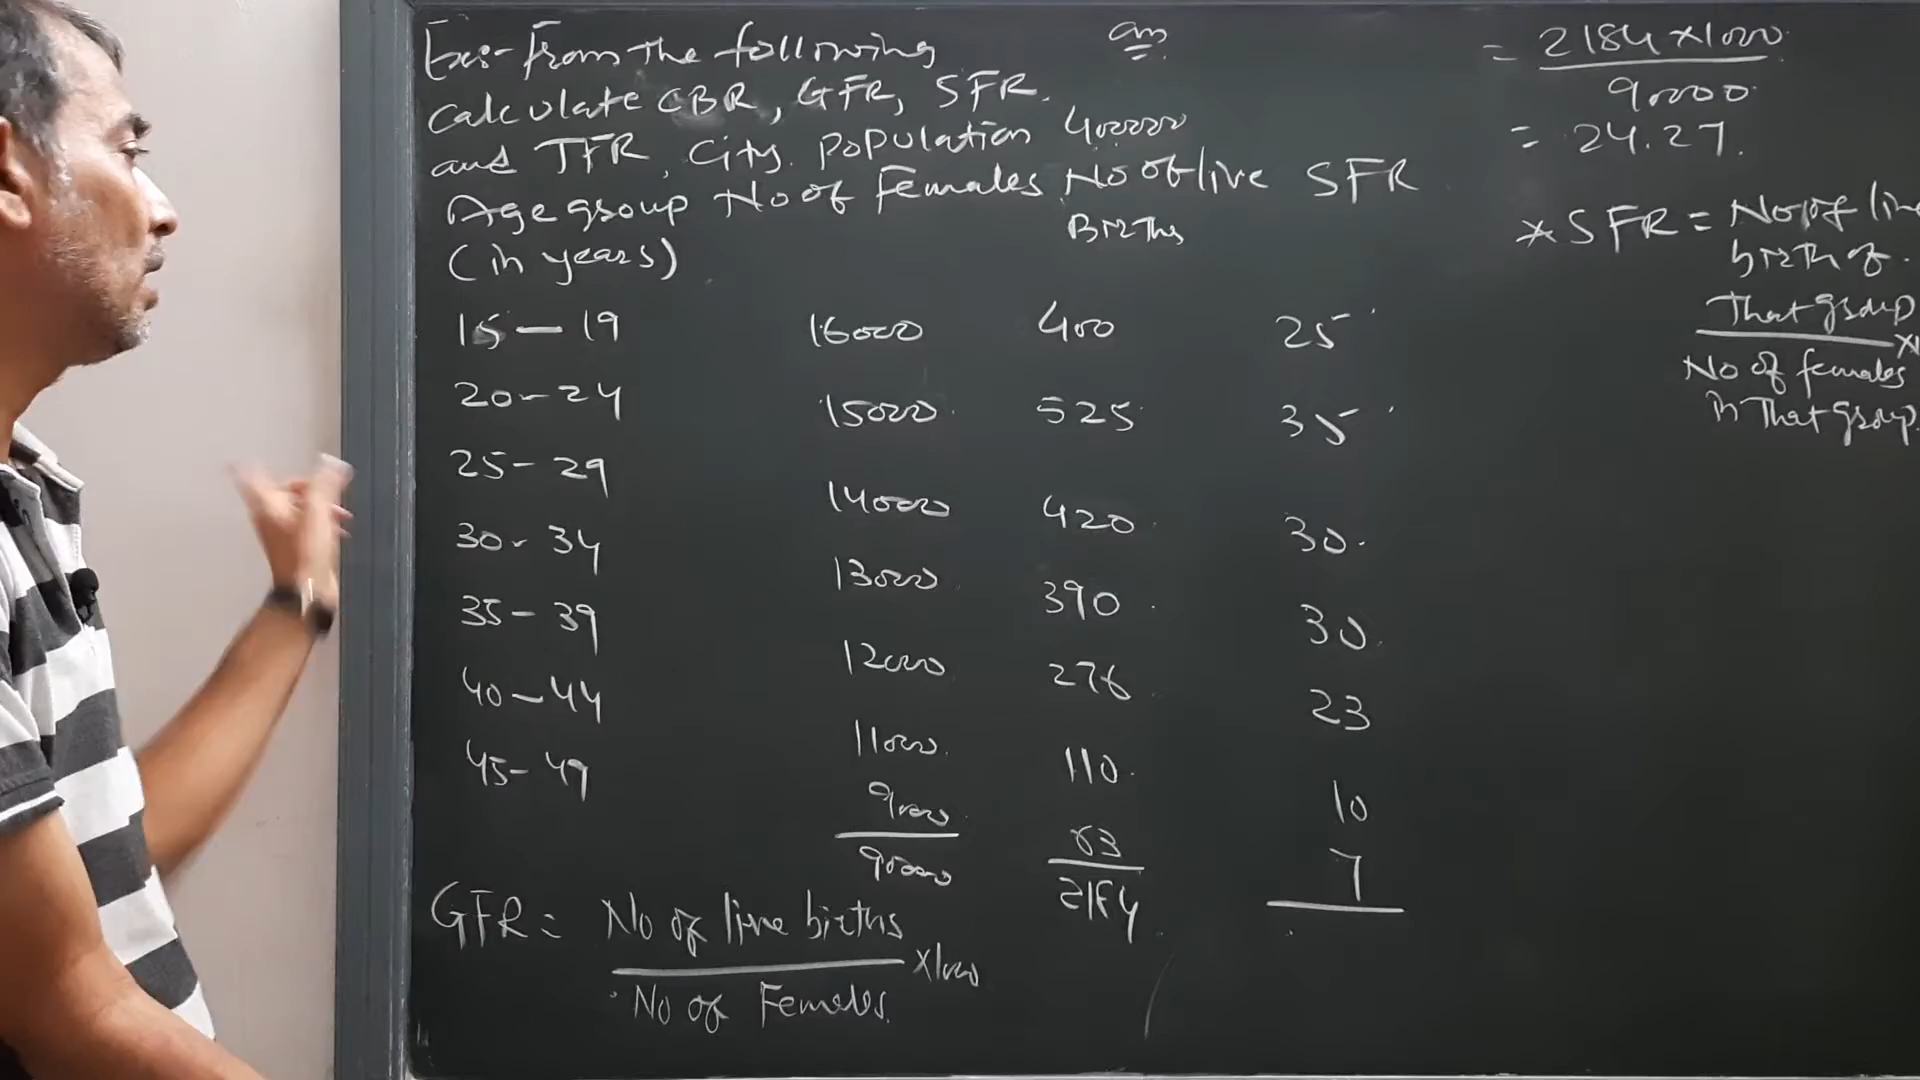 Ex:- From the following
calculate CBR, GFR, SFR.
and TFR, City. Population 400000
Age group No of Females No of live SFR
(in years) Births
15 — 19 16000 400 25
20 - 24 15000 525 35
25 - 29 14000 420 30
30 - 34 13000 390 30
35 - 39 12000 276 23
40 - 44 11000 110 10
45 - 49 9000 63 7
90000 2184
GFR = No of live births
No of Females. x1000
= 2184 x1000
90000
= 24.27.
* SFR = No of
birth of.
That group
No of females
in That group.